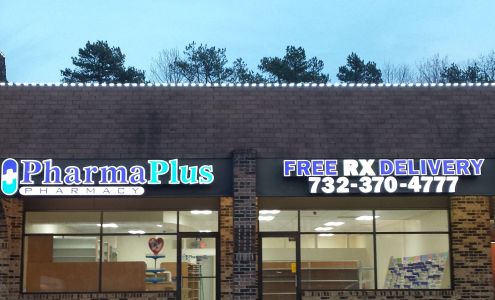 PharmaPlus
PHARMACY
FREE RX DELIVERY
732-370-4777